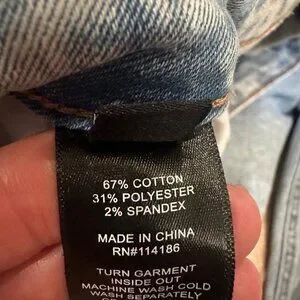 67% COTTON
31% POLYESTER
2% SPANDEX
MADE IN CHINA
RN#114186
TURN GARMENT
INSIDE OUT
MACHINE WASH COLD
WASH SEPARATELY